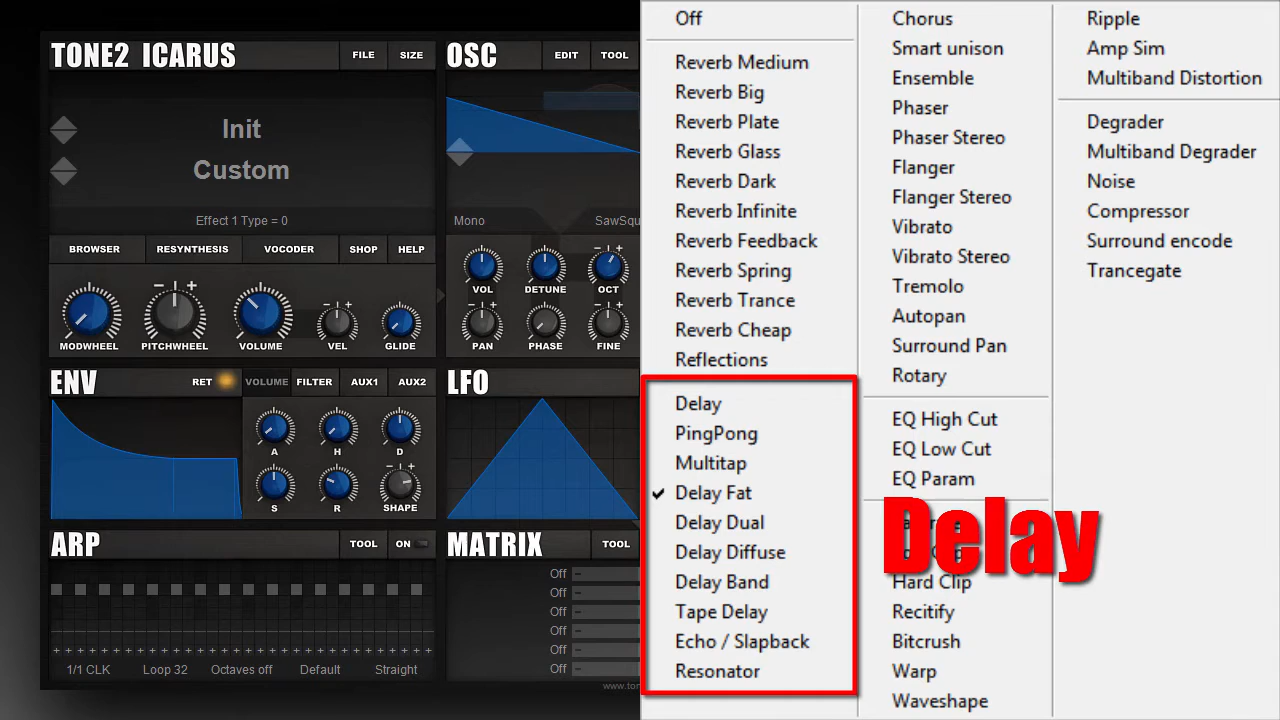 TONE2 ICARUS
FILE
SIZE
Init
Custom
Effect 1 Type = 0
BROWSER
RESYNTHESIS
VOCODER
SHOP
HELP
MODWHEEL
PITCHWHEEL
VOLUME
VEL
GLIDE
OSC
EDIT
TOOL
Mono
VOL
DETUNE
OCT
PAN
PHASE
FINE
ENV
RET
VOLUME
FILTER
AUX1
AUX2
A
H
D
S
R
SHAPE
LFO
ARP
TOOL
ON
1/1 CLK
Loop 32
Octaves off
Default
Straight
MATRIX
TOOL
Off -
Off -
Off -
Off -
Off -
Off -
Off
Reverb Medium
Reverb Big
Reverb Plate
Reverb Glass
Reverb Dark
Reverb Infinite
Reverb Feedback
Reverb Spring
Reverb Trance
Reverb Cheap
Reflections
Delay
PingPong
Multitap
Delay Fat
Delay Dual
Delay Diffuse
Delay Band
Tape Delay
Echo / Slapback
Resonator
Chorus
Smart unison
Ensemble
Phaser
Phaser Stereo
Flanger
Flanger Stereo
Vibrato
Vibrato Stereo
Tremolo
Autopan
Surround Pan
Rotary
EQ High Cut
EQ Low Cut
EQ Param
Delay
Hard Clip
Recitify
Bitcrush
Warp
Waveshape
Ripple
Amp Sim
Multiband Distortion
Degrader
Multiband Degrader
Noise
Compressor
Surround encode
Trancegate